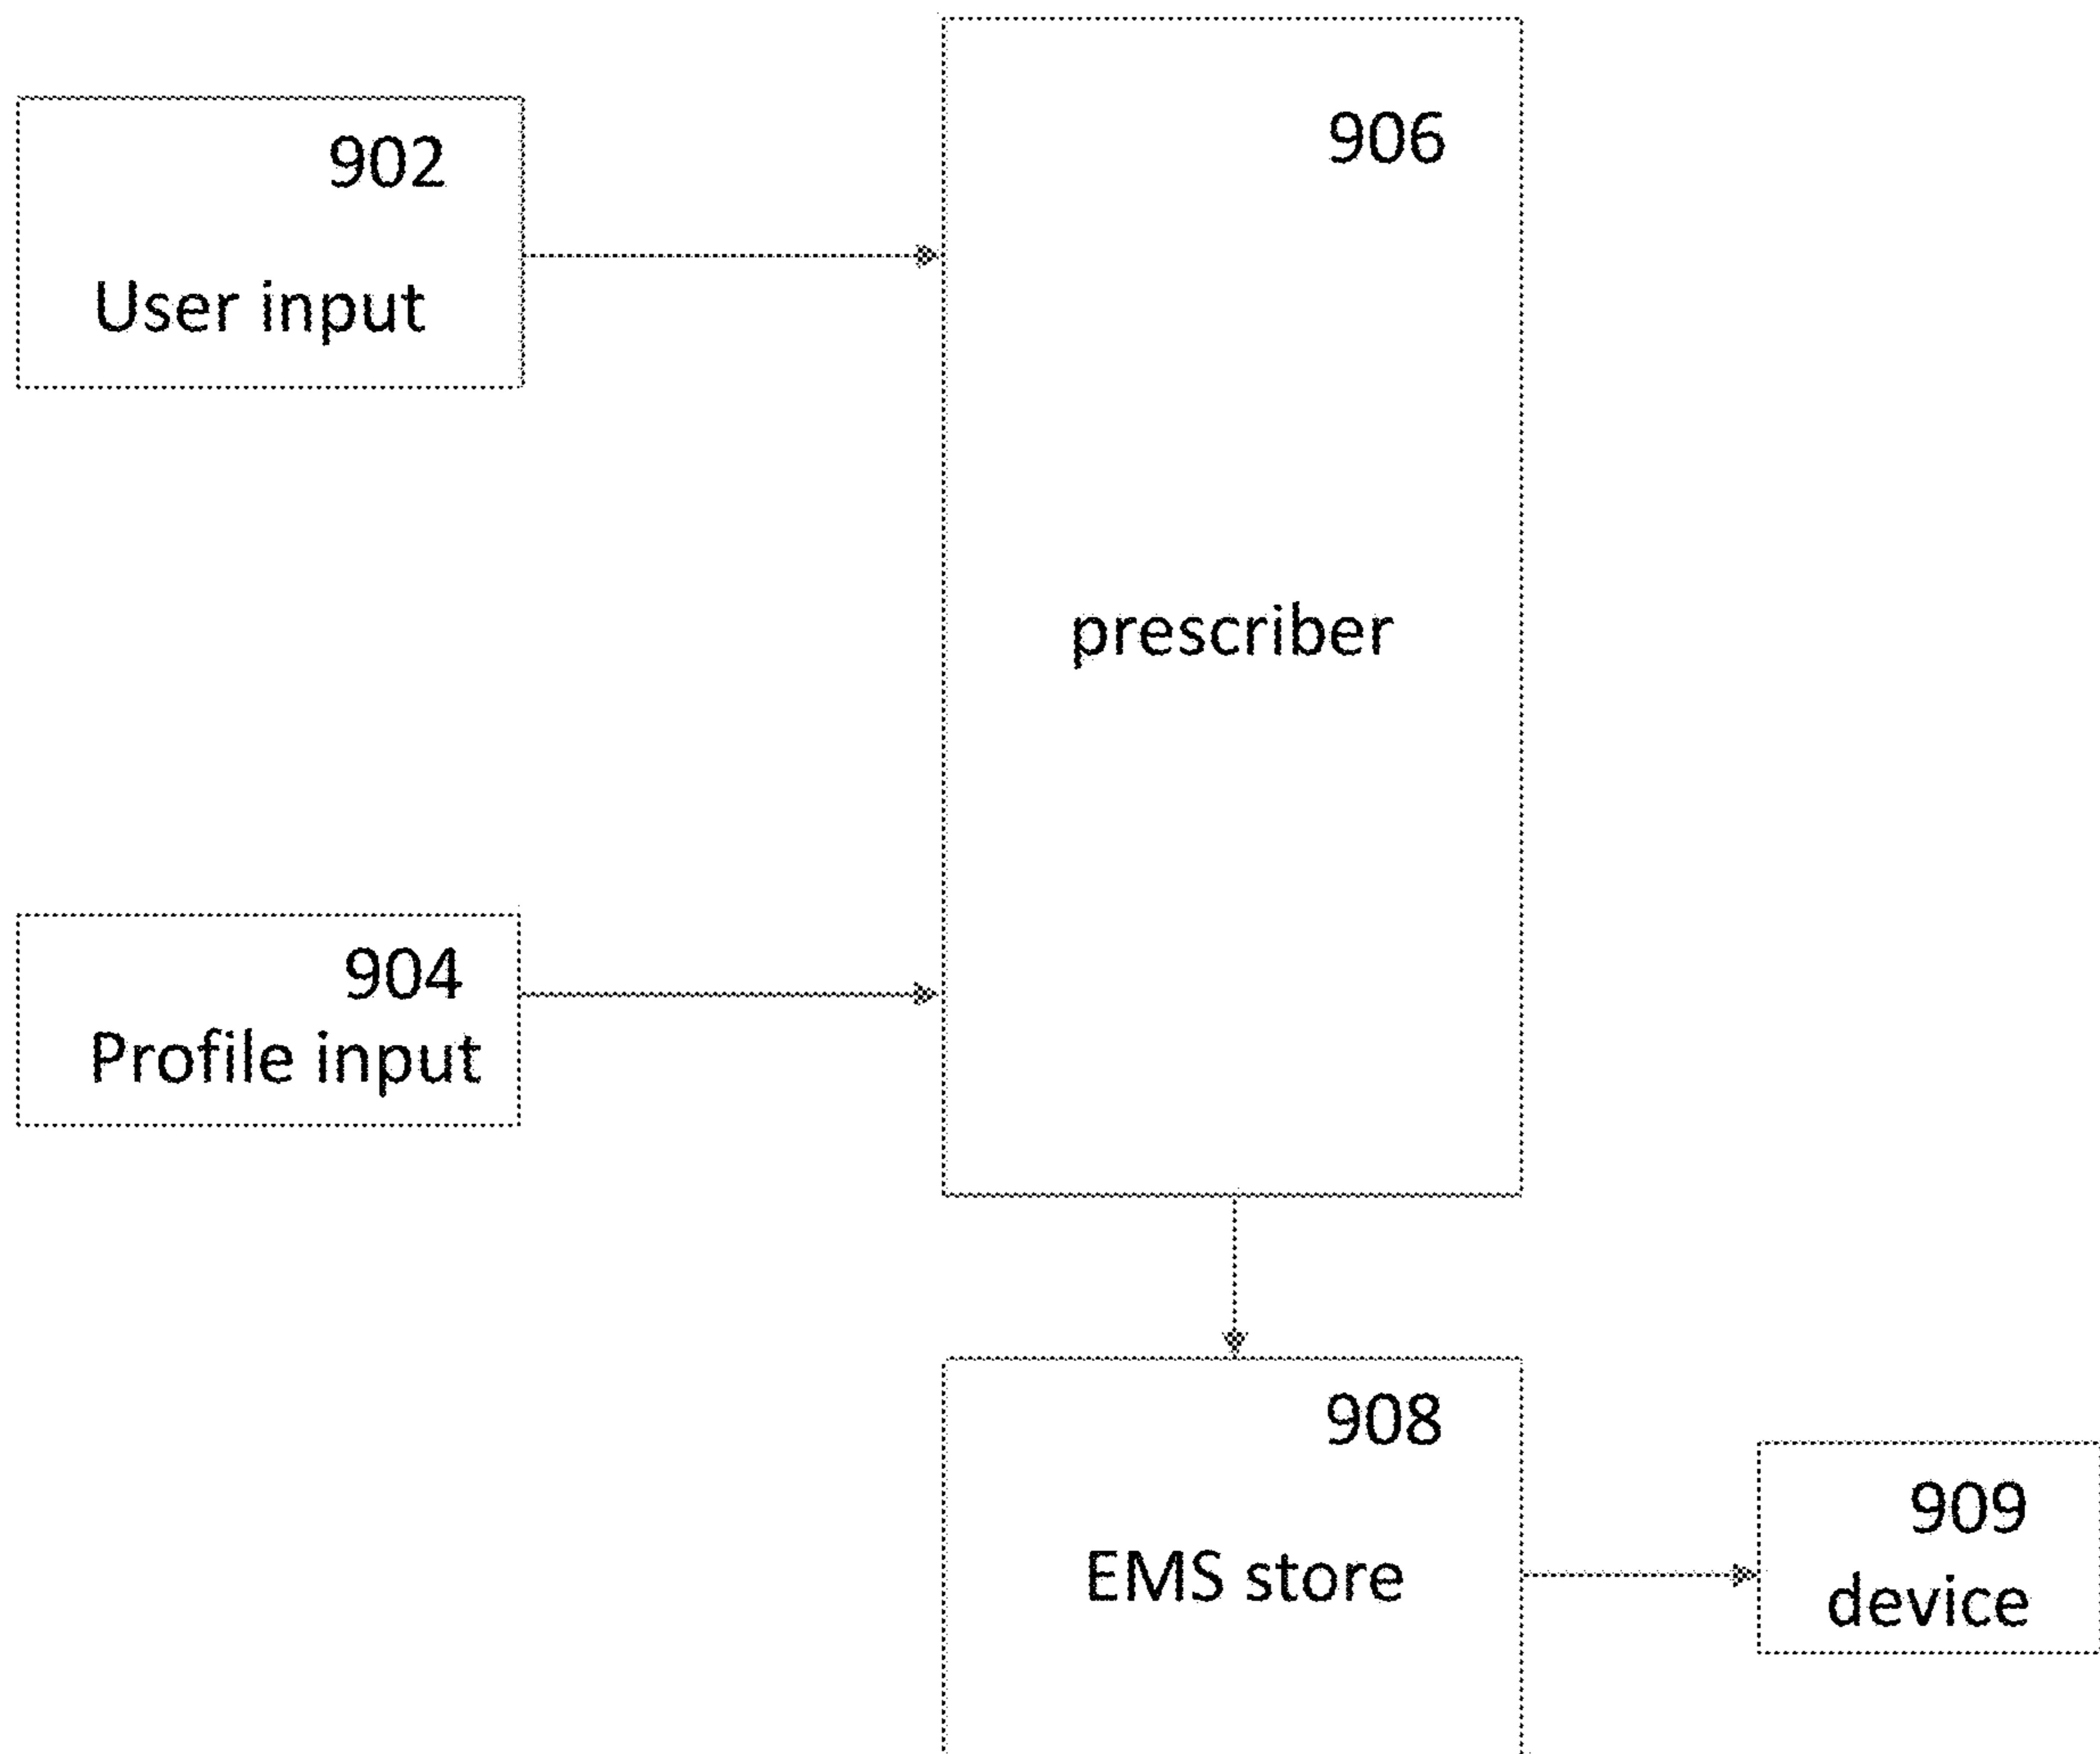 902
User input
906
prescriber
904
Profile input
908
EMS store
909
device